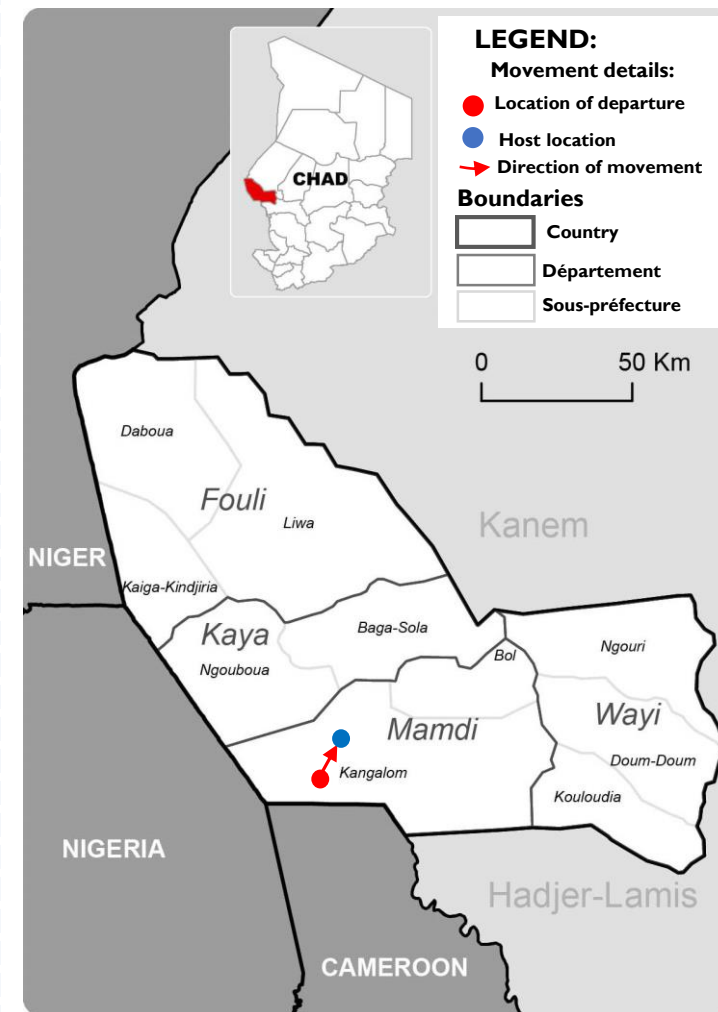 LEGEND:
Movement details:
Location of departure
Host location
Direction of movement
Boundaries
Country
Département
Sous-préfecture
CHAD
0 50 Km
Daboua
Fouli
Liwa
Kanem
NIGER
Kaiga-Kindjiria
Kaya
Baga-Sola
Ngouboua
Bol
Ngouri
Mamdi
Wayi
Kangalom
Doum-Doum
Kouloudia
NIGERIA
Hadjer-Lamis
CAMEROON